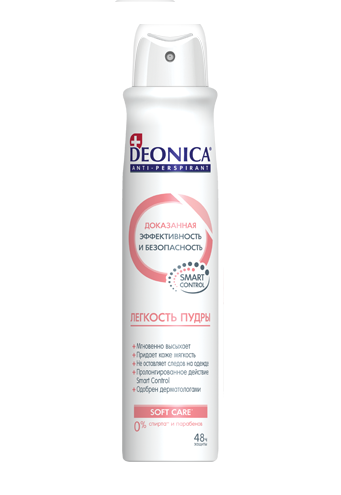 DEONICA®
ANTI-PERSPIRANT
ДОКАЗАННАЯ
ЭФФЕКТИВНОСТЬ
И БЕЗОПАСНОСТЬ
SMART
CONTROL
ЛЕГКОСТЬ ПУДРЫ
• Мгновенно высыхает
• Придает коже мягкость
• Не оставляет следов на одежде
• Пролонгированное действие
Smart Control
• Одобрен дерматологами
SOFT CARE
0% спирта** и парабенов
48ч
защиты